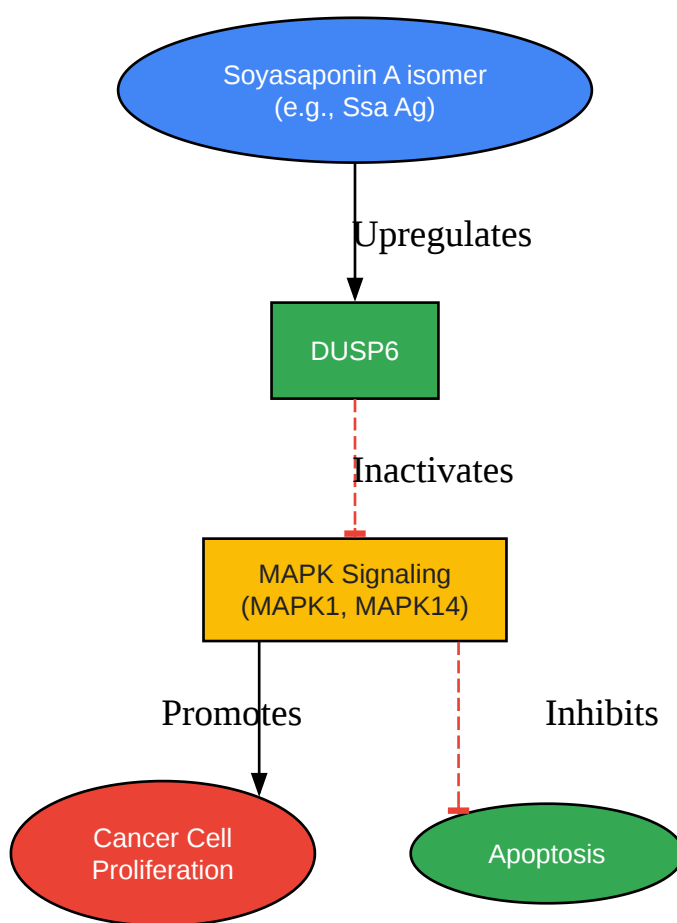 Soyasaponin A isomer
(e.g., Ssa Ag)
Upregulates
DUSP6
Inactivates
MAPK Signaling
(MAPK1, MAPK14)
Promotes
Inhibits
Cancer Cell
Proliferation
Apoptosis